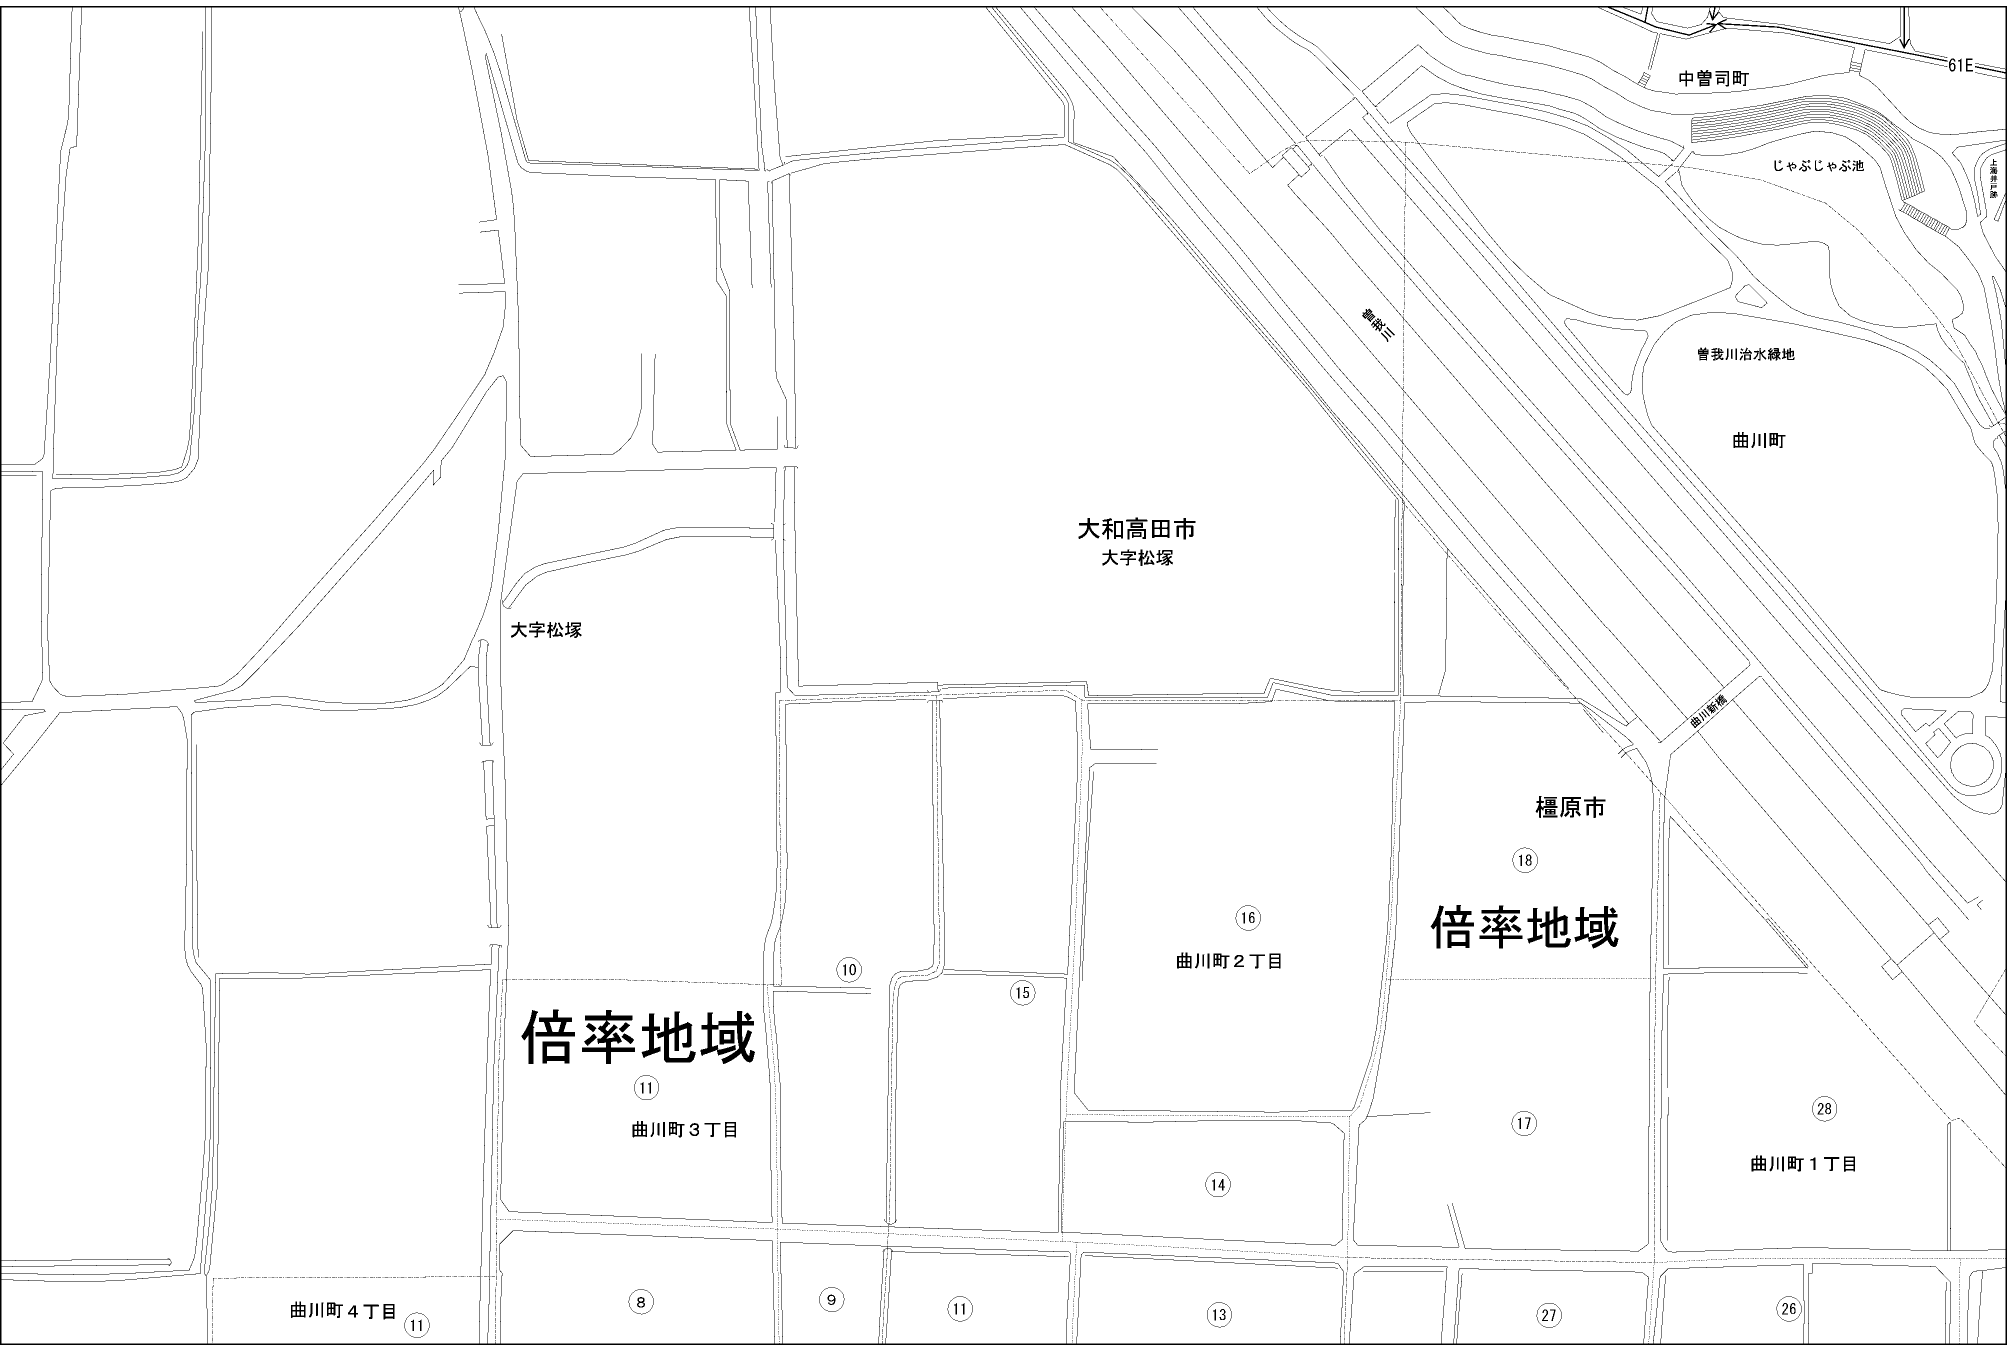 61E
中曽司町
じゃぶじゃぶ池
曽我川
曽我川治水緑地
曲川町
大和高田市
大字松塚
大字松塚
曲川新橋
橿原市
18
倍率地域
16
曲川町２丁目
10
15
倍率地域
11
曲川町３丁目
17
28
曲川町１丁目
14
曲川町４丁目
11
8
9
11
13
27
26